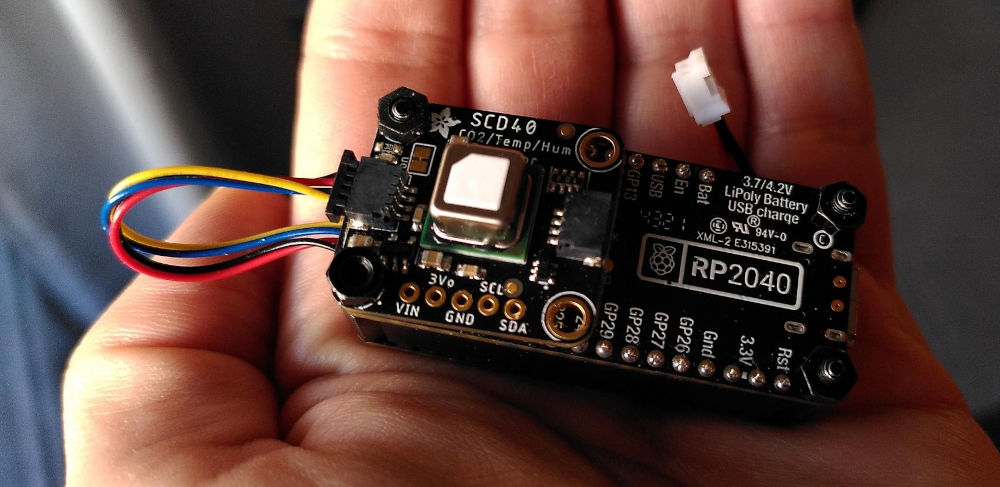 SCD40
CO2/Temp/Hum
3Vo
SCL
VIN
GND
SDA
GP13
USB
En
Bat
3.7/4.2V
LiPoly Battery
USB charge
4321
94V-0
XML-2 E315391
RP2040
GP29
GP28
GP27
GP26
Gnd
3.3V
Rst